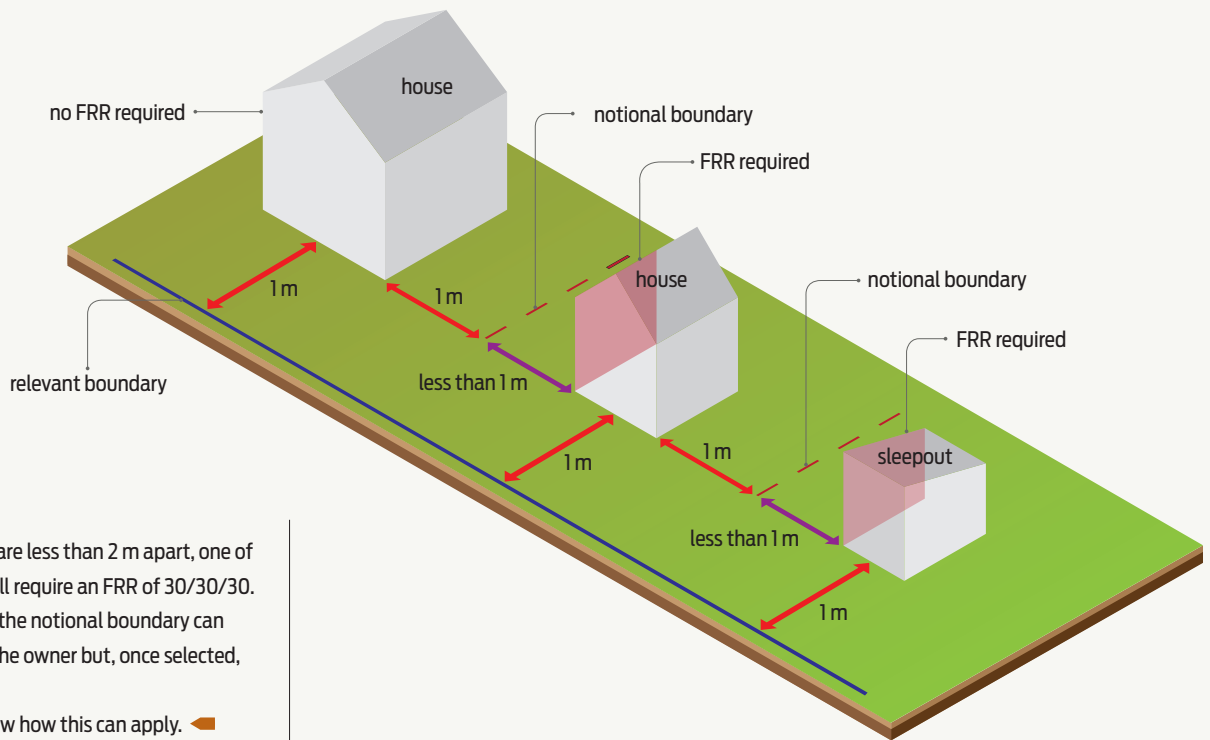 house
no FRR required
notional boundary
FRR required
house
notional boundary
1 m
1 m
FRR required
relevant boundary
less than 1 m
1 m
1 m
sleepout
less than 1 m
1 m
are less than 2 m apart, one of
ll require an FRR of 30/30/30.
the notional boundary can
he owner but, once selected,
w how this can apply.